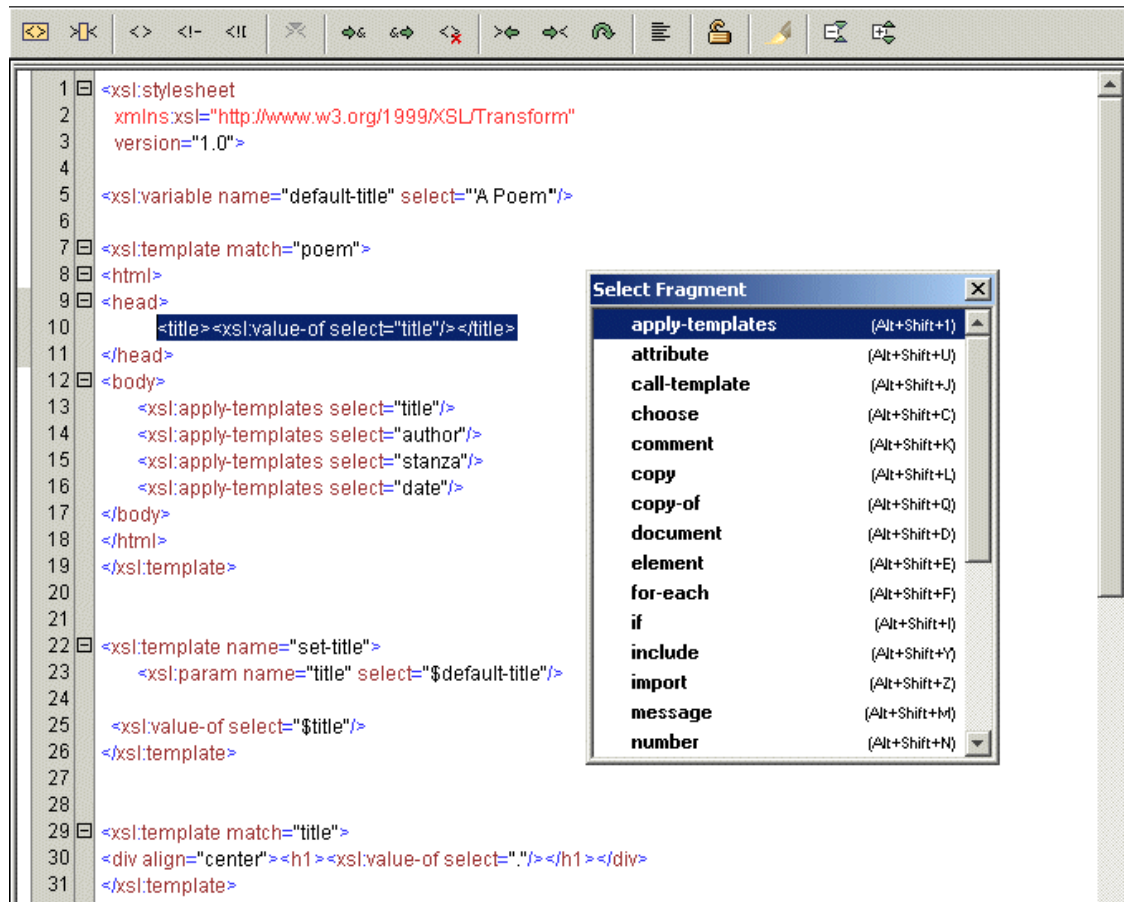 1 <xsl:stylesheet
2 xmlns:xsl="http://www.w3.org/1999/XSL/Transform"
3 version="1.0">
4
5 <xsl:variable name="default-title" select="'A Poem'"/>
6
7 <xsl:template match="poem">
8 <html>
9 <head>
10 <title><xsl:value-of select="title"/></title>
11 </head>
12 <body>
13 <xsl:apply-templates select="title"/>
14 <xsl:apply-templates select="author"/>
15 <xsl:apply-templates select="stanza"/>
16 <xsl:apply-templates select="date"/>
17 </body>
18 </html>
19 </xsl:template>
20
21
22 <xsl:template name="set-title">
23 <xsl:param name="title" select="$default-title"/>
24
25 <xsl:value-of select="$title"/>
26 </xsl:template>
27
28
29 <xsl:template match="title">
30 <div align="center"><h1><xsl:value-of select="."/></h1></div>
31 </xsl:template>
Select Fragment
apply-templates (Alt+Shift+1)
attribute (Alt+Shift+U)
call-template (Alt+Shift+J)
choose (Alt+Shift+C)
comment (Alt+Shift+K)
copy (Alt+Shift+L)
copy-of (Alt+Shift+Q)
document (Alt+Shift+D)
element (Alt+Shift+E)
for-each (Alt+Shift+F)
if (Alt+Shift+I)
include (Alt+Shift+Y)
import (Alt+Shift+Z)
message (Alt+Shift+M)
number (Alt+Shift+N)